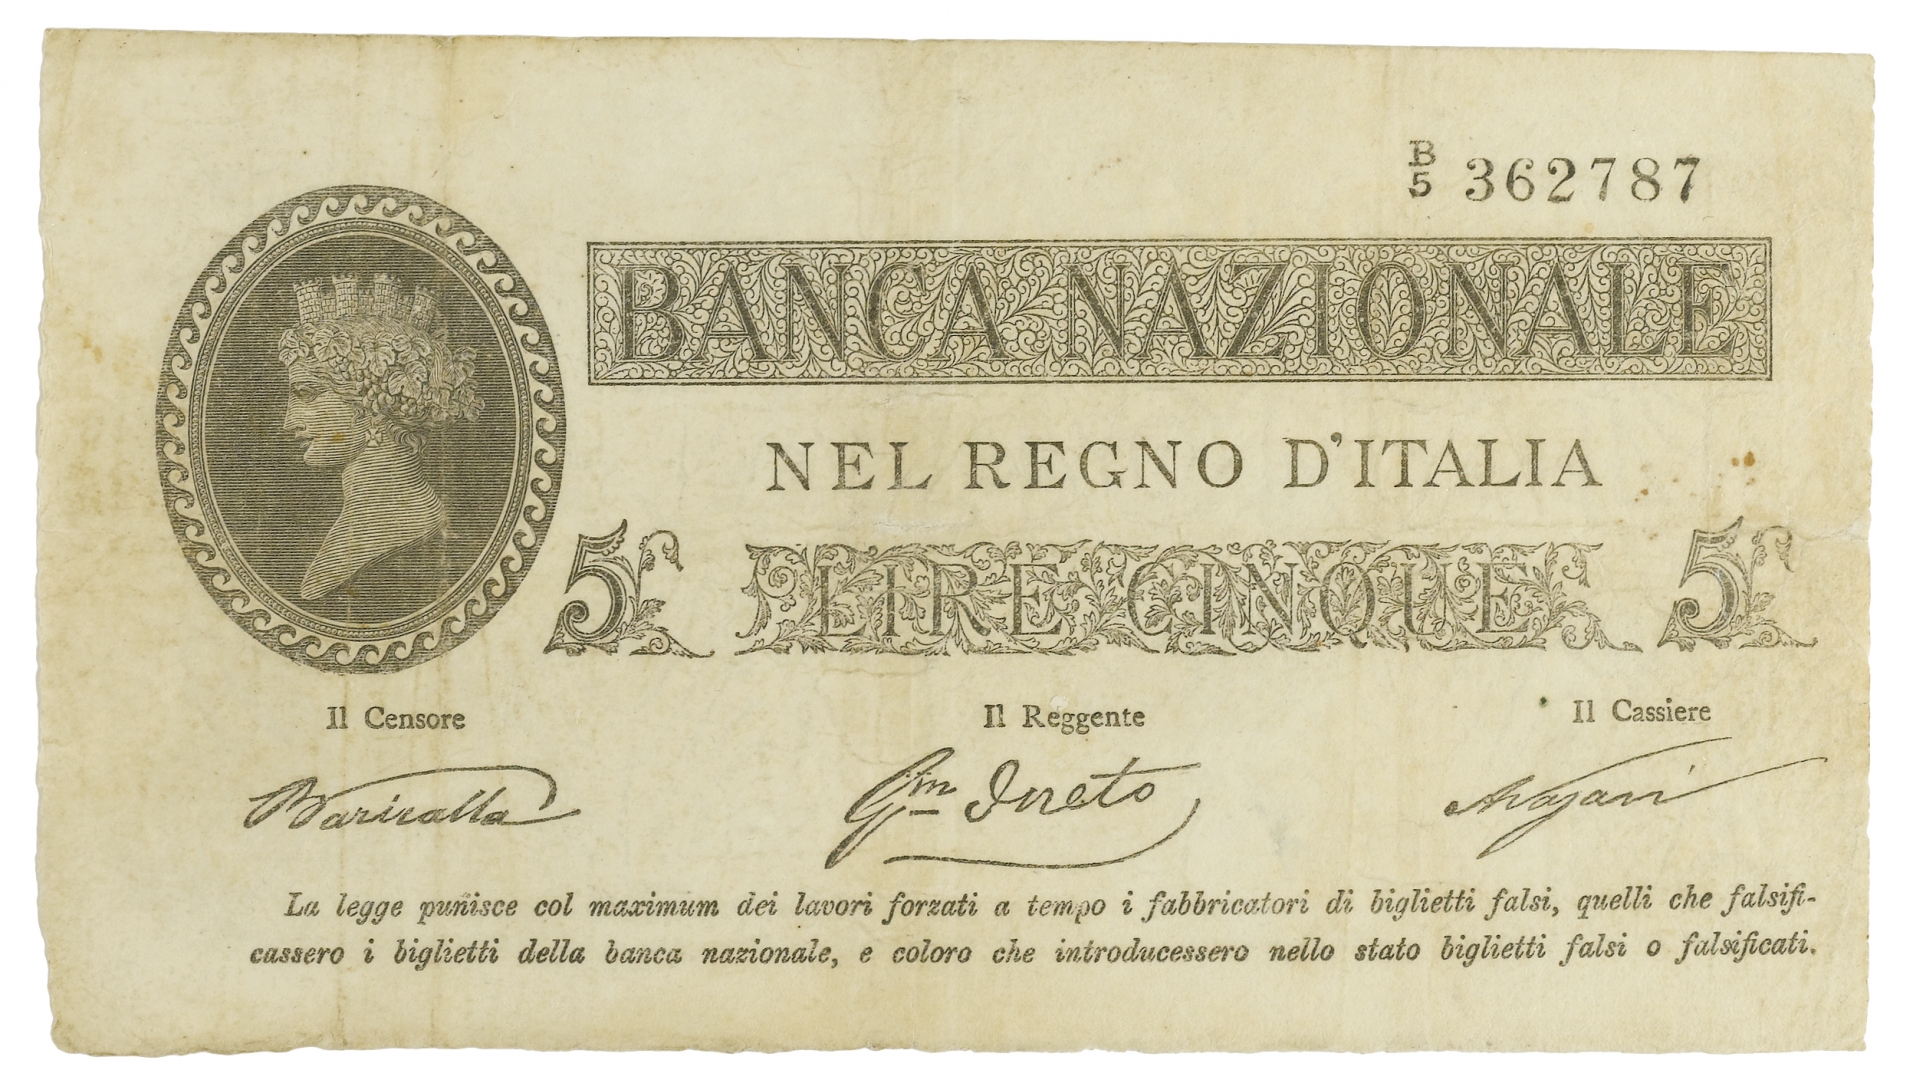 B/5 362787
BANCA NAZIONALE
NEL REGNO D'ITALIA
5 LIRE CINQUE 5
Il Censore Il Reggente Il Cassiere
La legge punisce col maximum dei lavori forzati a tempo i fabbricatori di biglietti falsi, quelli che falsifi-
cassero i biglietti della banca nazionale, e coloro che introducessero nello stato biglietti falsi o falsificati.